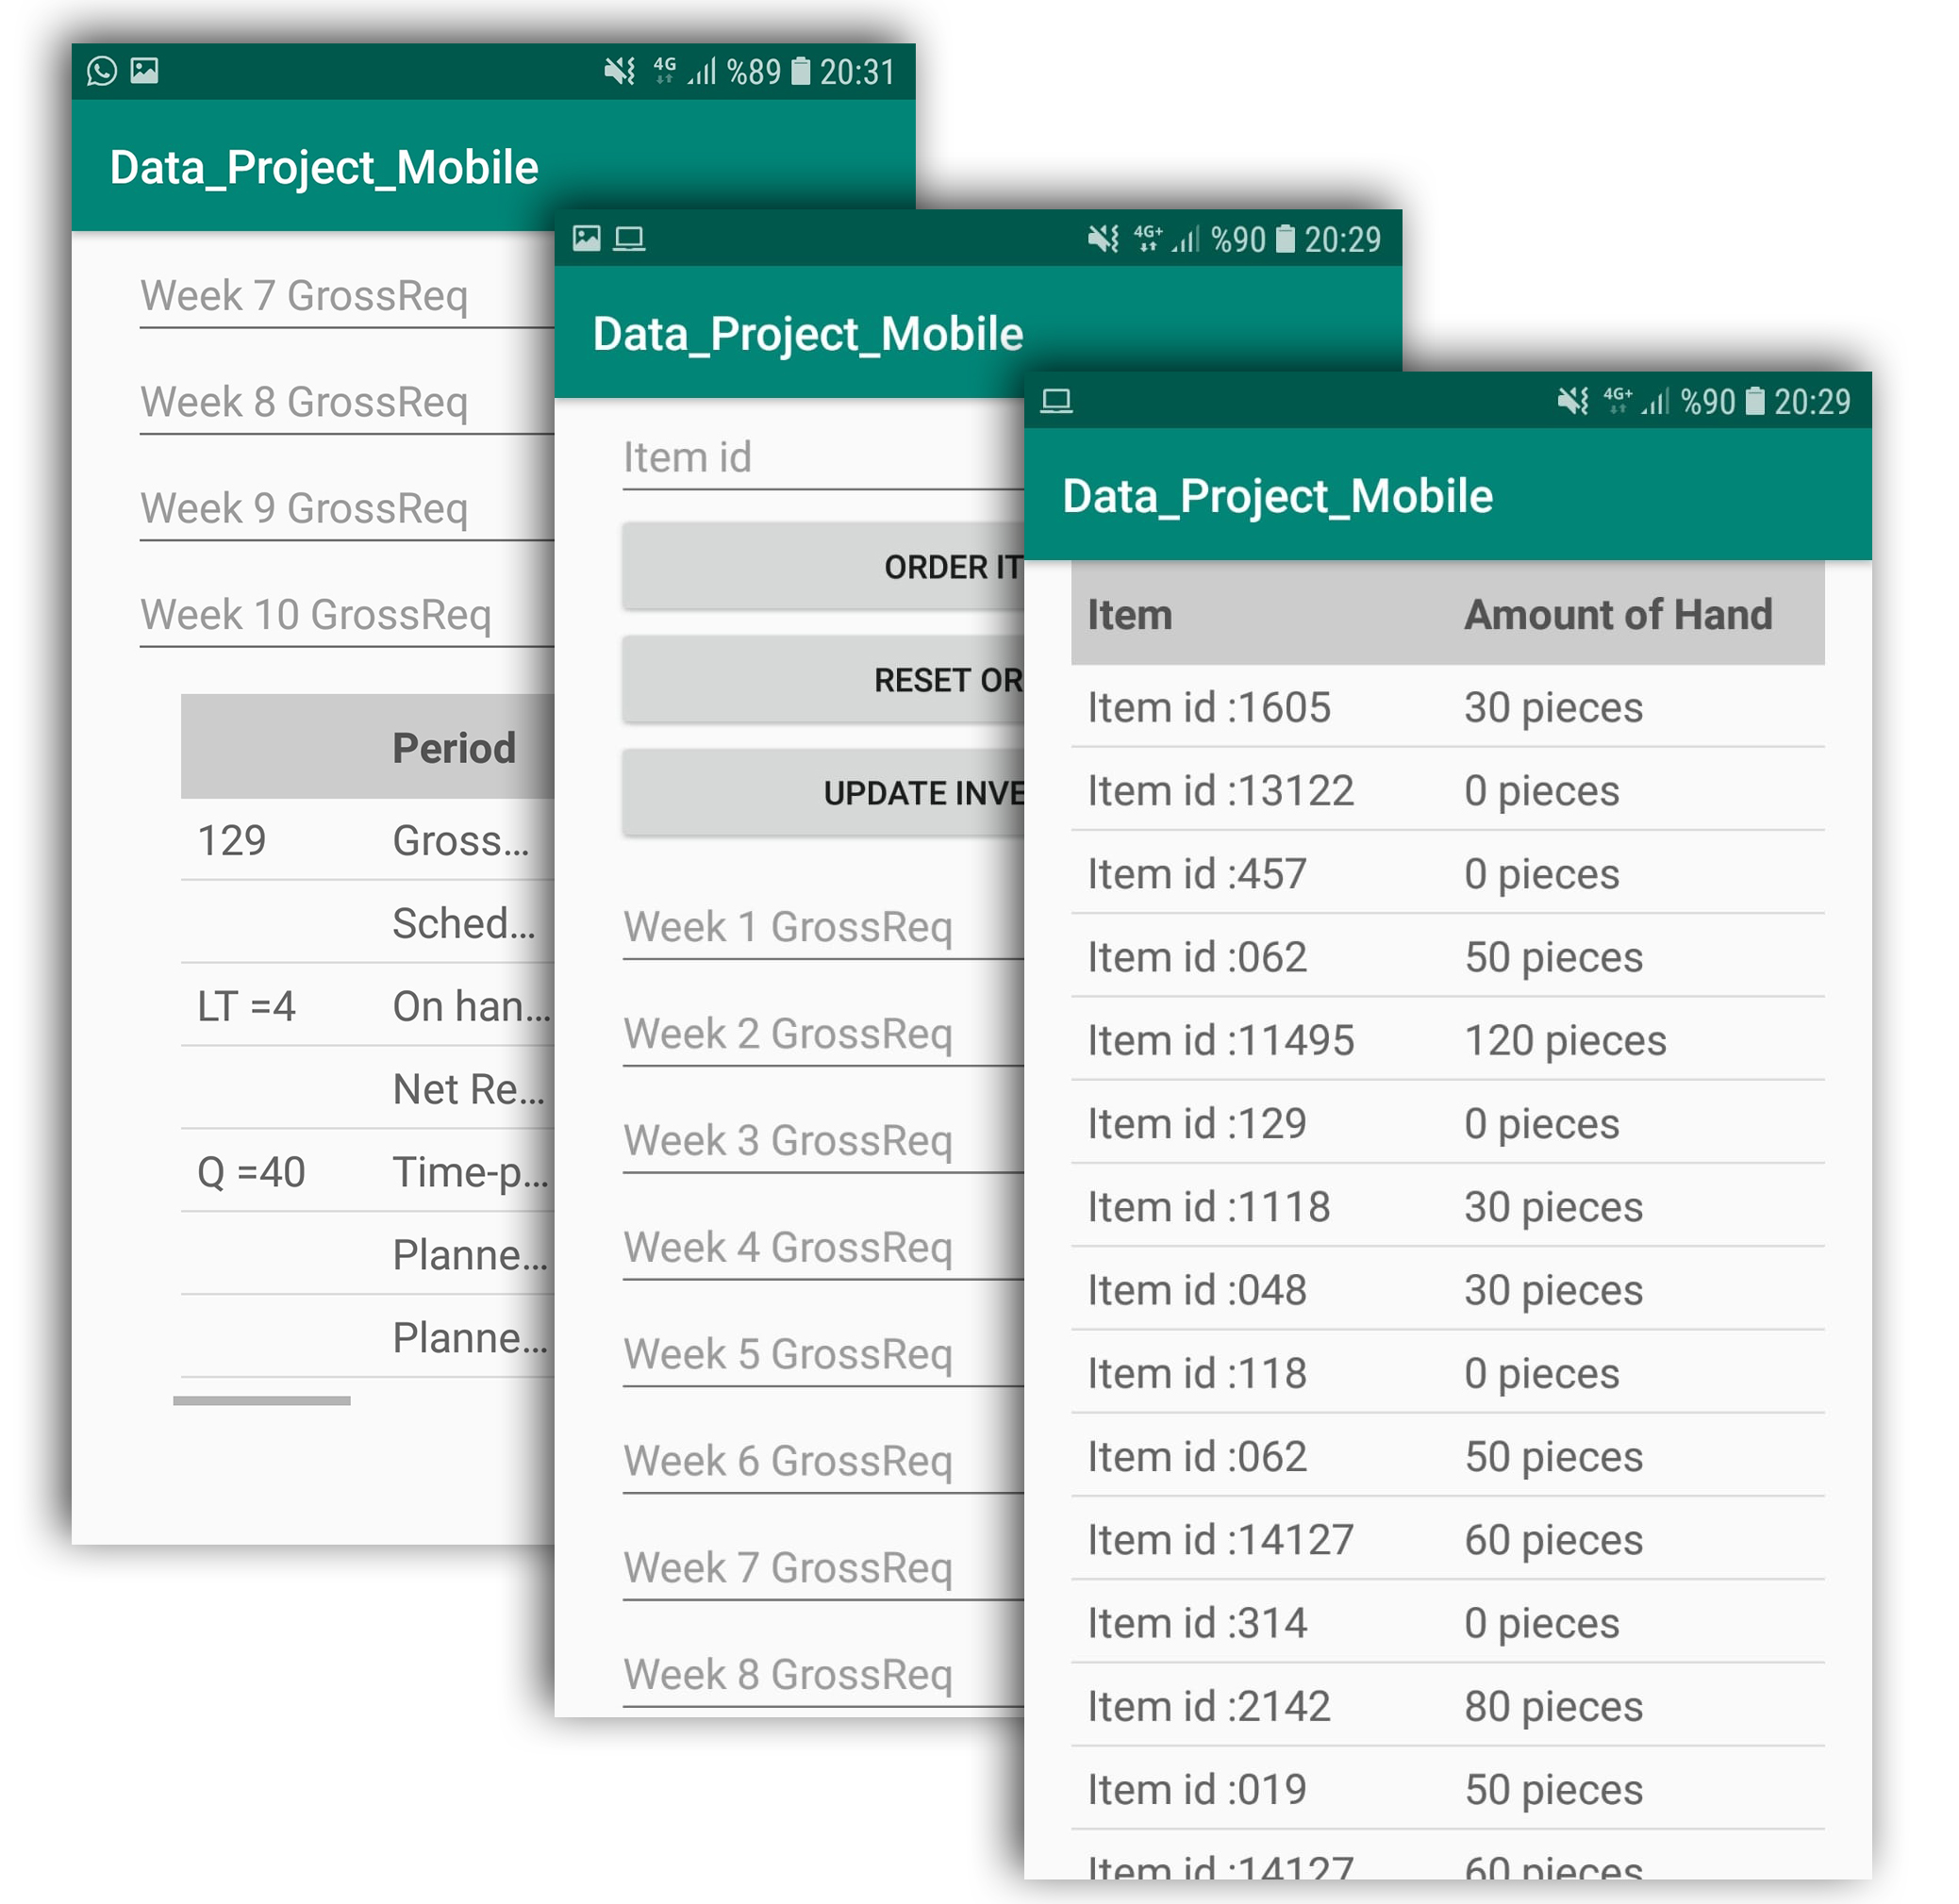 %89 20:31
Data_Project_Mobile
Week 7 GrossReq
Week 8 GrossReq
Week 9 GrossReq
Week 10 GrossReq
Period
129 Gross...
Sched...
LT =4 On han...
Net Re...
Q =40 Time-p...
Planne...
Planne...
4G+ %90 20:29
Data_Project_Mobile
Item id
ORDER IT
RESET OR
UPDATE INVE
Week 1 GrossReq
Week 2 GrossReq
Week 3 GrossReq
Week 4 GrossReq
Week 5 GrossReq
Week 6 GrossReq
Week 7 GrossReq
Week 8 GrossReq
4G+ %90 20:29
Data_Project_Mobile
Item Amount of Hand
Item id :1605 30 pieces
Item id :13122 0 pieces
Item id :457 0 pieces
Item id :062 50 pieces
Item id :11495 120 pieces
Item id :129 0 pieces
Item id :1118 30 pieces
Item id :048 30 pieces
Item id :118 0 pieces
Item id :062 50 pieces
Item id :14127 60 pieces
Item id :314 0 pieces
Item id :2142 80 pieces
Item id :019 50 pieces
Item id :14127 60 pieces